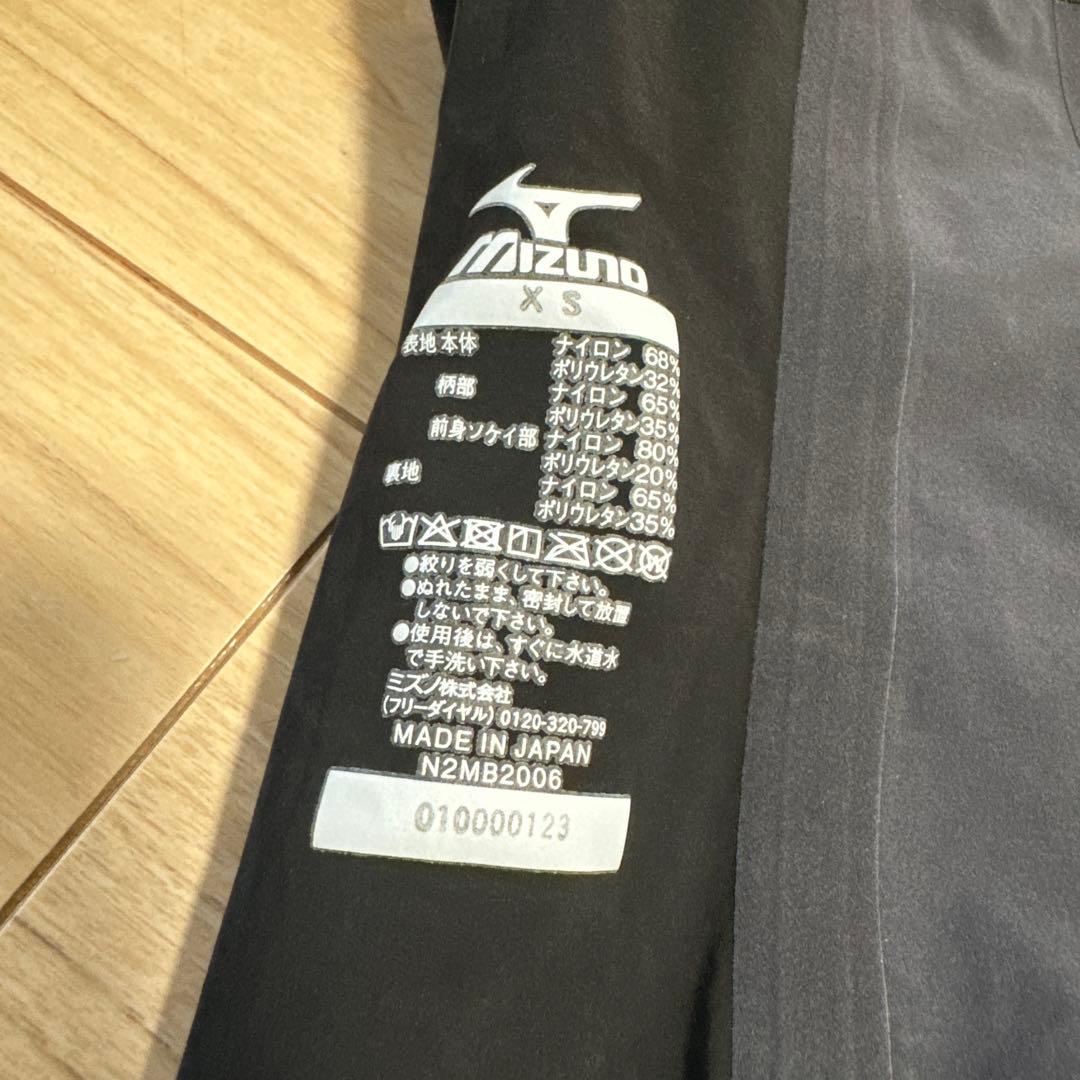 MIZUNO
XS
表地 本体 ナイロン 68%
ポリウレタン32%
柄部 ナイロン 65%
ポリウレタン35%
前身ソケイ部 ナイロン 80%
ポリウレタン20%
裏地 ナイロン 65%
ポリウレタン35%
●絞りを弱くして下さい。
●ぬれたまま、密封して放置
しないで下さい。
●使用後は、すぐに水道水
で手洗い下さい。
ミズノ株式会社
(フリーダイヤル) 0120-320-799
MADE IN JAPAN
N2MB2006
010000123